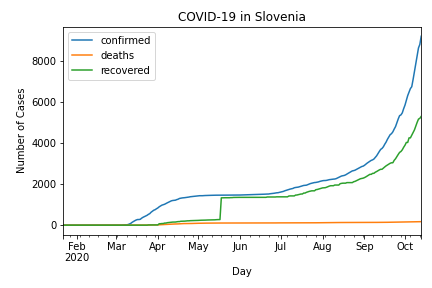 COVID-19 in Slovenia
confirmed
deaths
recovered
Number of Cases
8000
6000
4000
2000
0
Feb Mar Apr May Jun Jul Aug Sep Oct
2020
Day